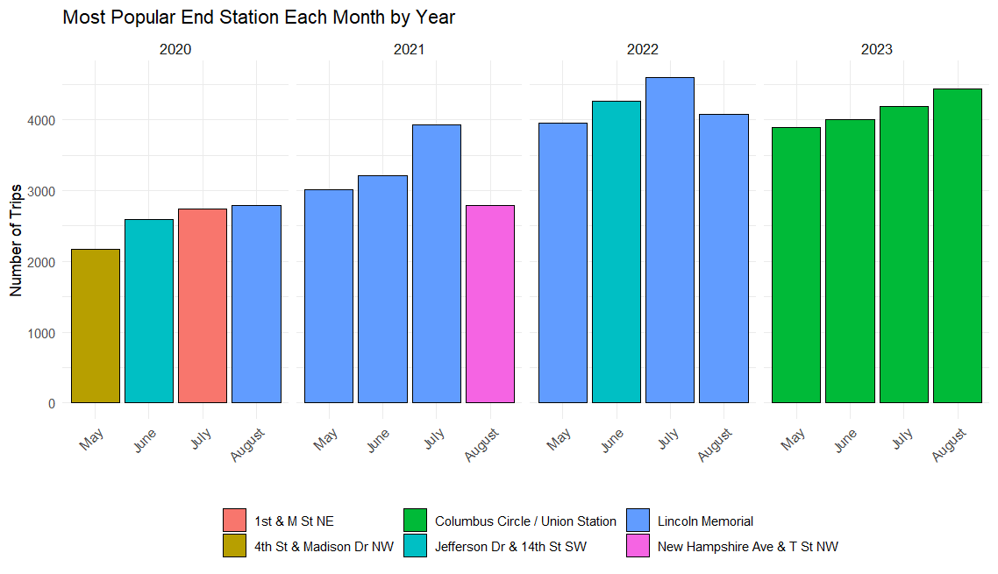 Most Popular End Station Each Month by Year
2020 2021 2022 2023
Number of Trips
4000
3000
2000
1000
0
May June July August May June July August May June July August May June July August
1st & M St NE Columbus Circle / Union Station Lincoln Memorial
4th St & Madison Dr NW Jefferson Dr & 14th St SW New Hampshire Ave & T St NW